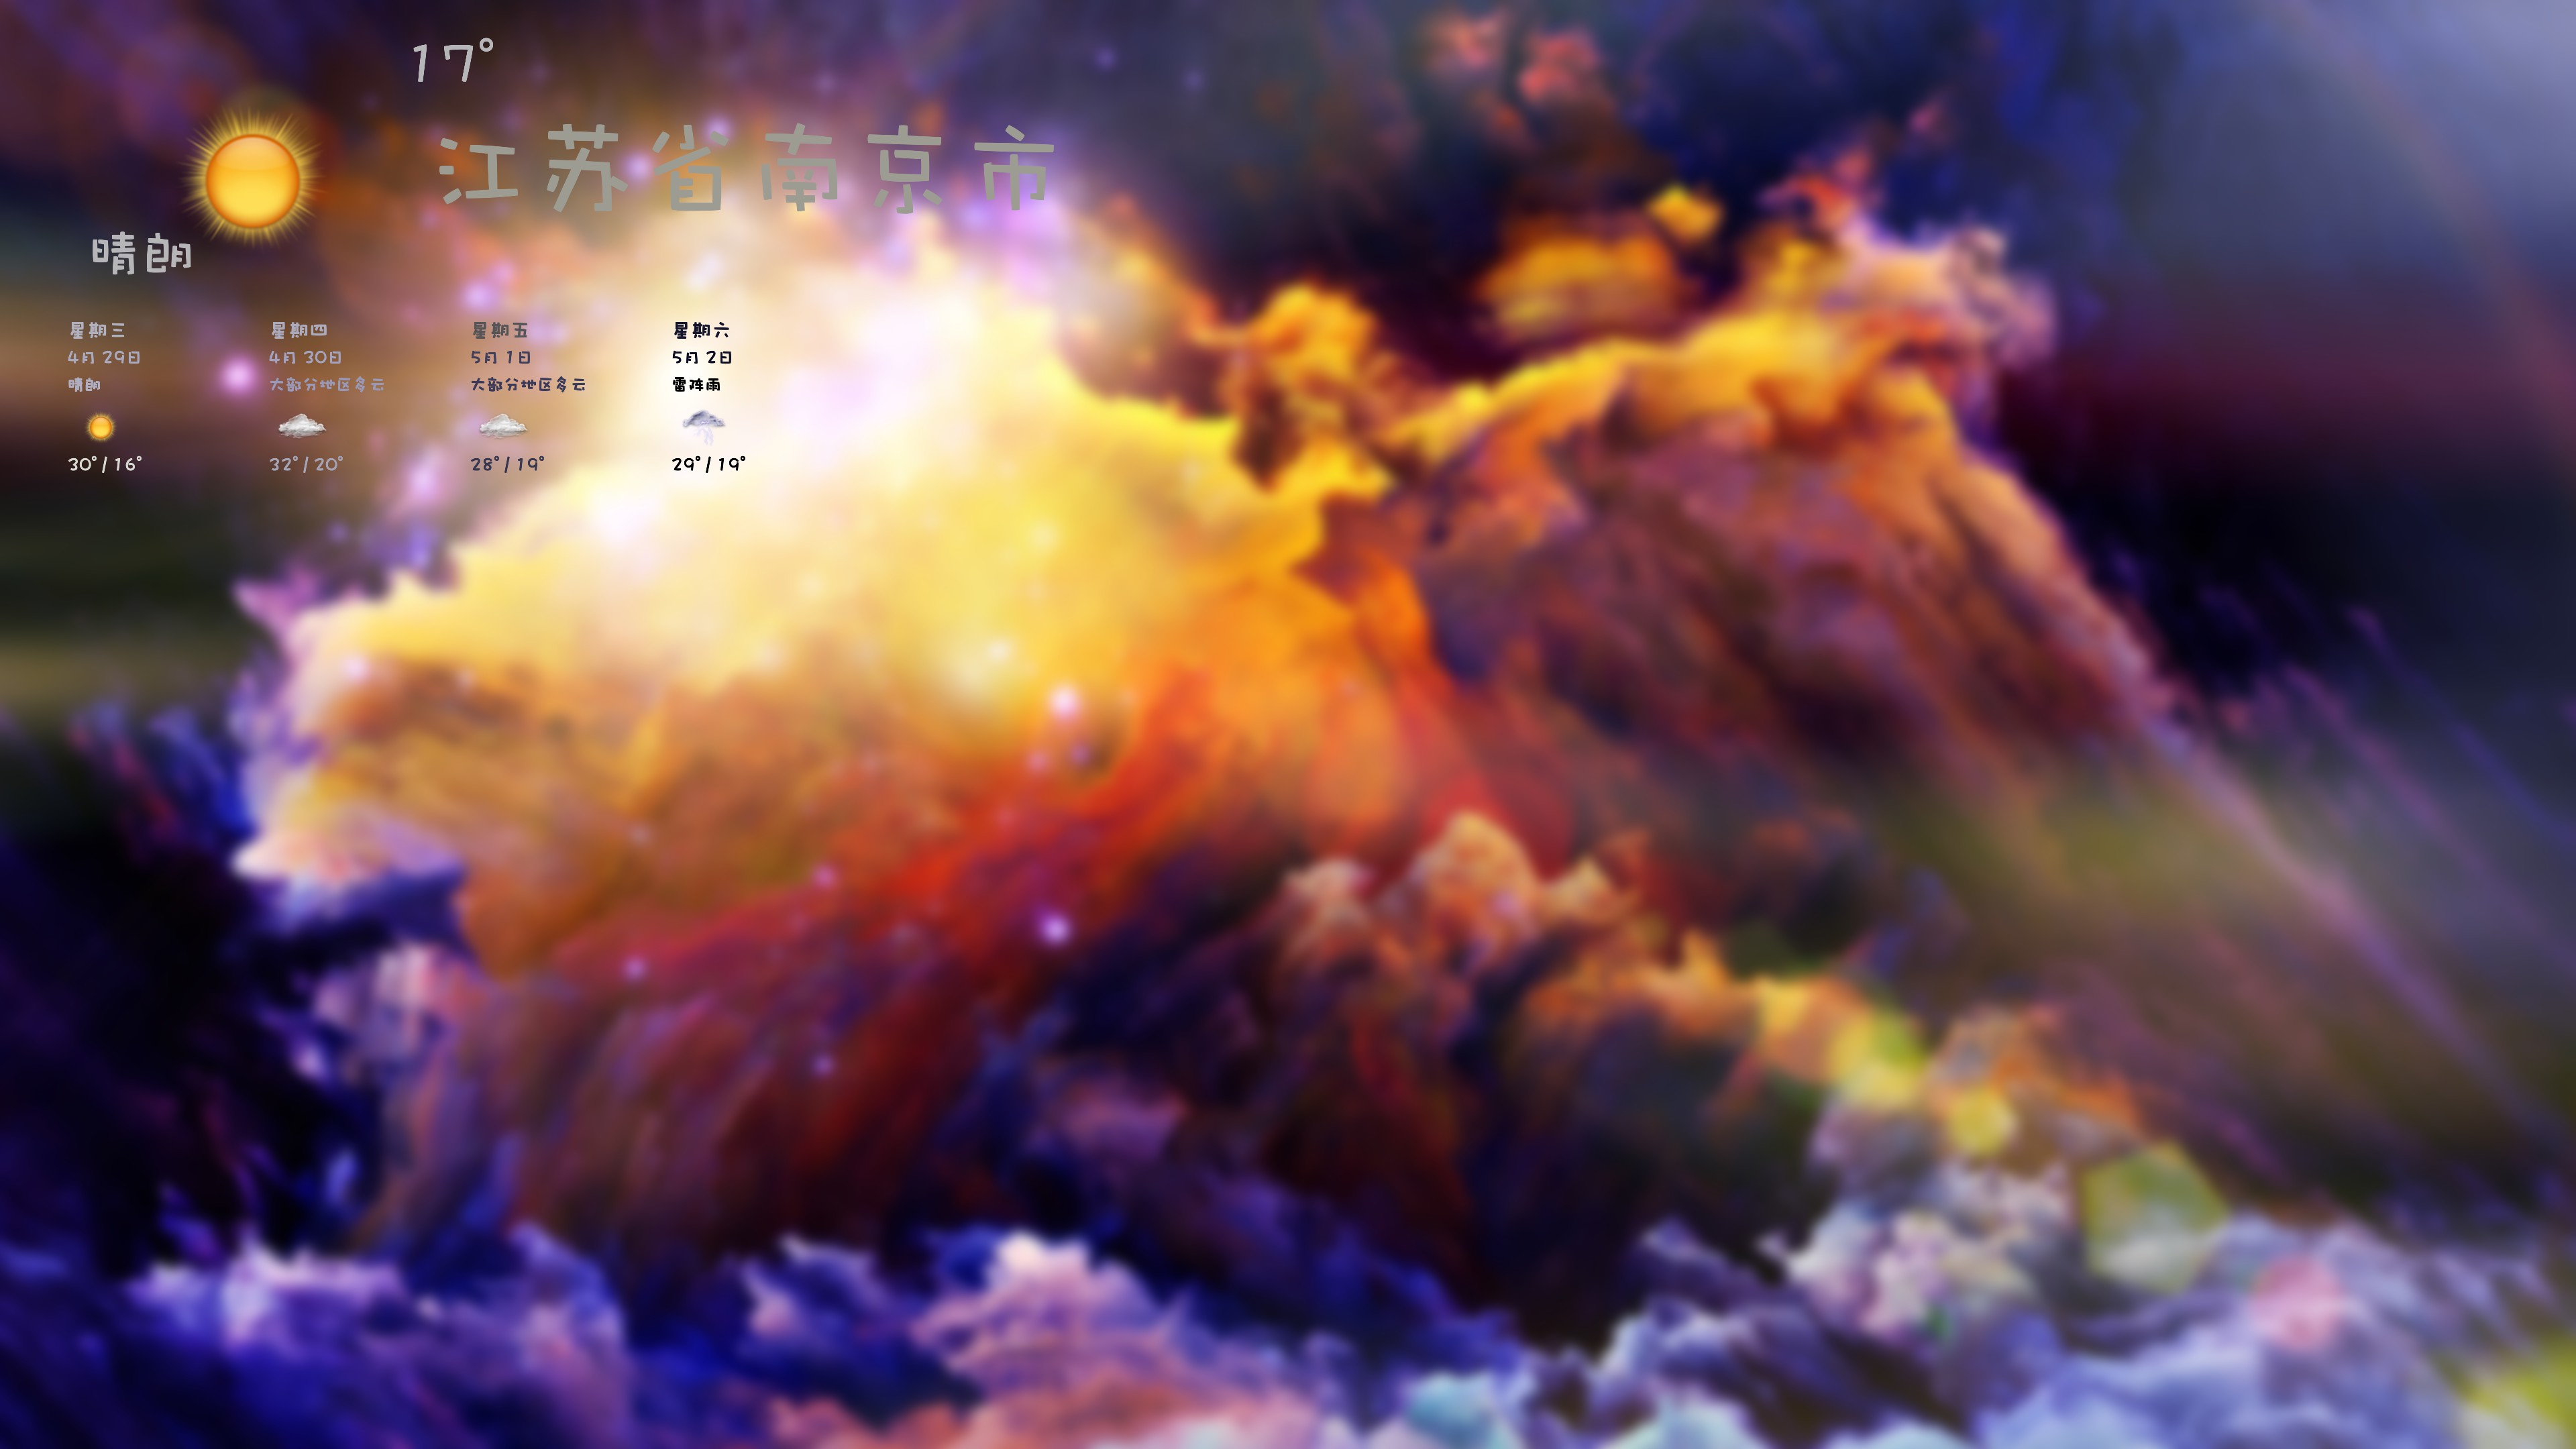 17°
江苏省南京市
晴朗
星期三
4月 29日
晴朗
30° / 16°
星期四
4月 30日
大部分地区多云
32° / 20°
星期五
5月 1日
大部分地区多云
28° / 19°
星期六
5月 2日
雷阵雨
29° / 19°